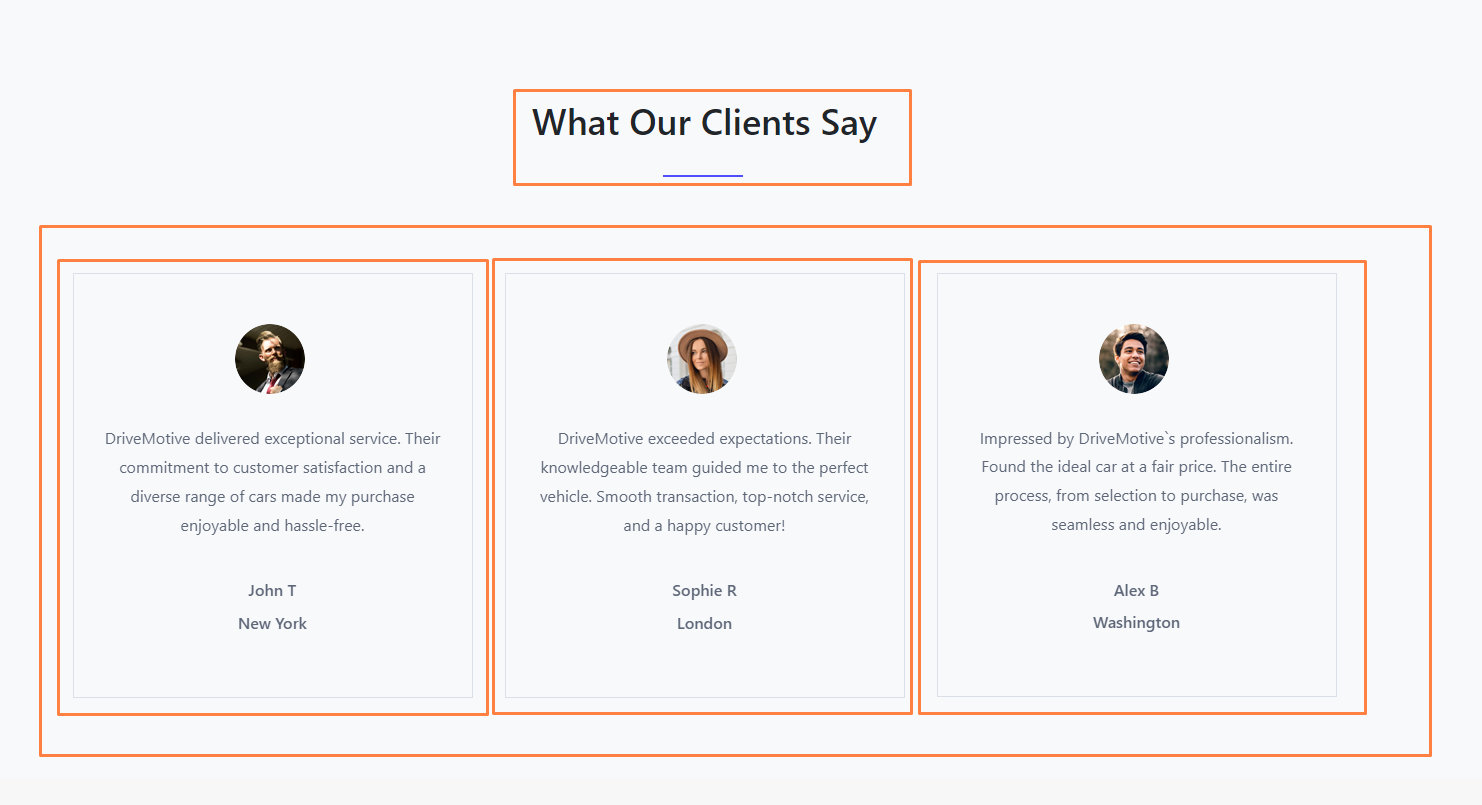 What Our Clients Say
DriveMotive delivered exceptional service. Their
commitment to customer satisfaction and a
diverse range of cars made my purchase
enjoyable and hassle-free.
John T
New York
DriveMotive exceeded expectations. Their
knowledgeable team guided me to the perfect
vehicle. Smooth transaction, top-notch service,
and a happy customer!
Sophie R
London
Impressed by DriveMotive`s professionalism.
Found the ideal car at a fair price. The entire
process, from selection to purchase, was
seamless and enjoyable.
Alex B
Washington